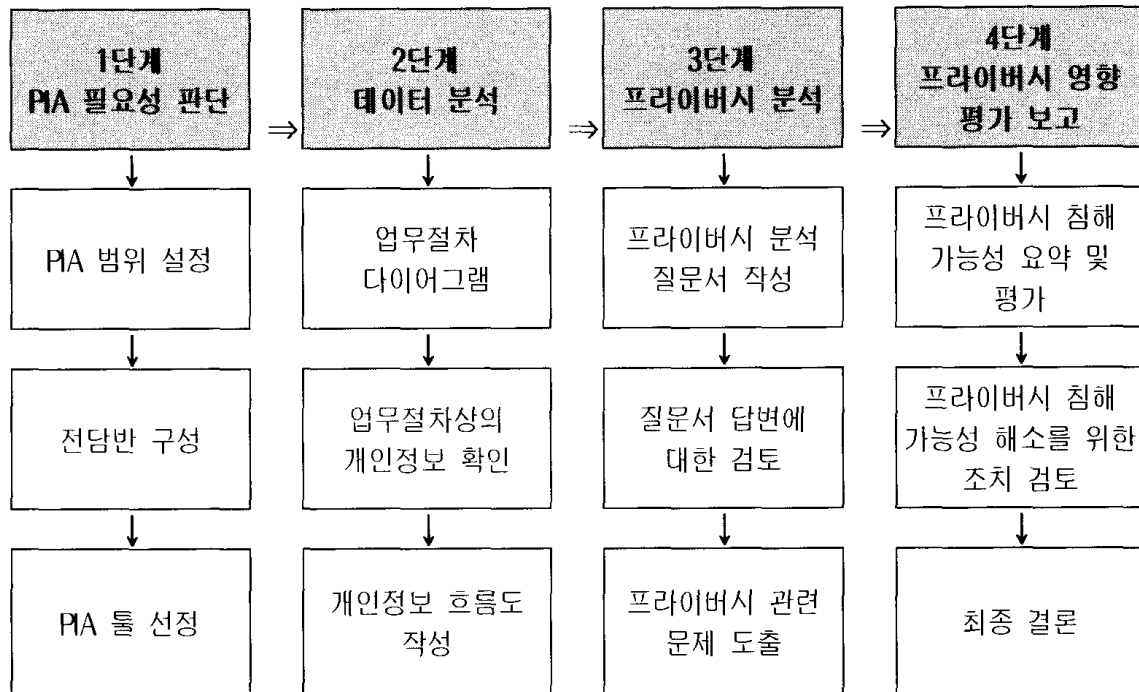 1단계
PIA 필요성 판단
⇒
2단계
데이터 분석
⇒
3단계
프라이버시 분석
⇒
4단계
프라이버시 영향
평가 보고
PIA 범위 설정
업무절차
다이어그램
프라이버시 분석
질문서 작성
프라이버시 침해
가능성 요약 및
평가
전담반 구성
업무절차상의
개인정보 확인
질문서 답변에
대한 검토
프라이버시 침해
가능성 해소를 위한
조치 검토
PIA 툴 선정
개인정보 흐름도
작성
프라이버시 관련
문제 도출
최종 결론